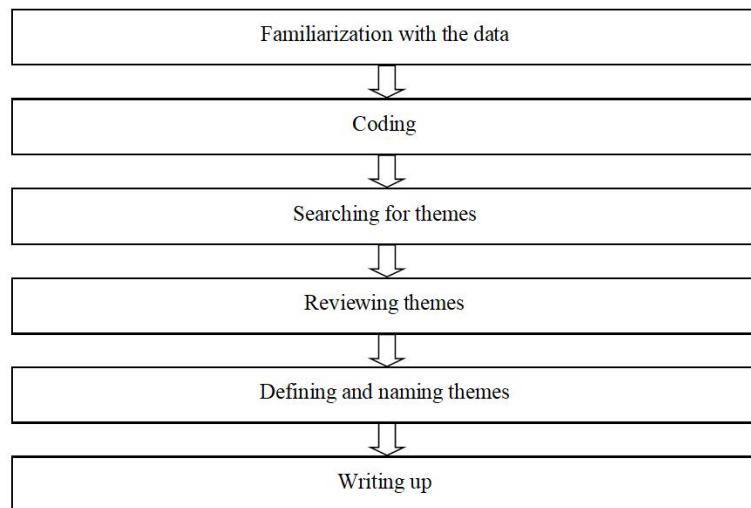 Familiarization with the data
Coding
Searching for themes
Reviewing themes
Defining and naming themes
Writing up